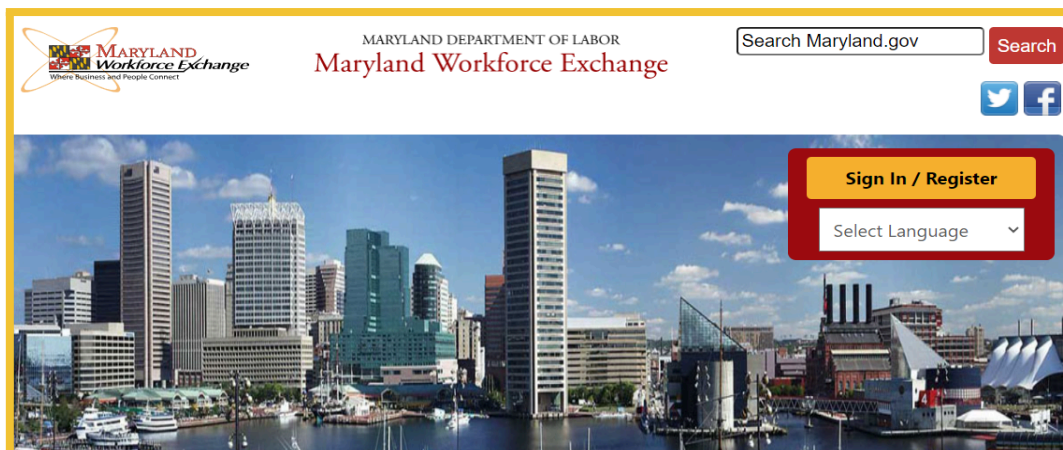 MARYLAND
Workforce Exchange
Where Business and People Connect
MARYLAND DEPARTMENT OF LABOR
Maryland Workforce Exchange
Search Maryland.gov
Search
Sign In / Register
Select Language